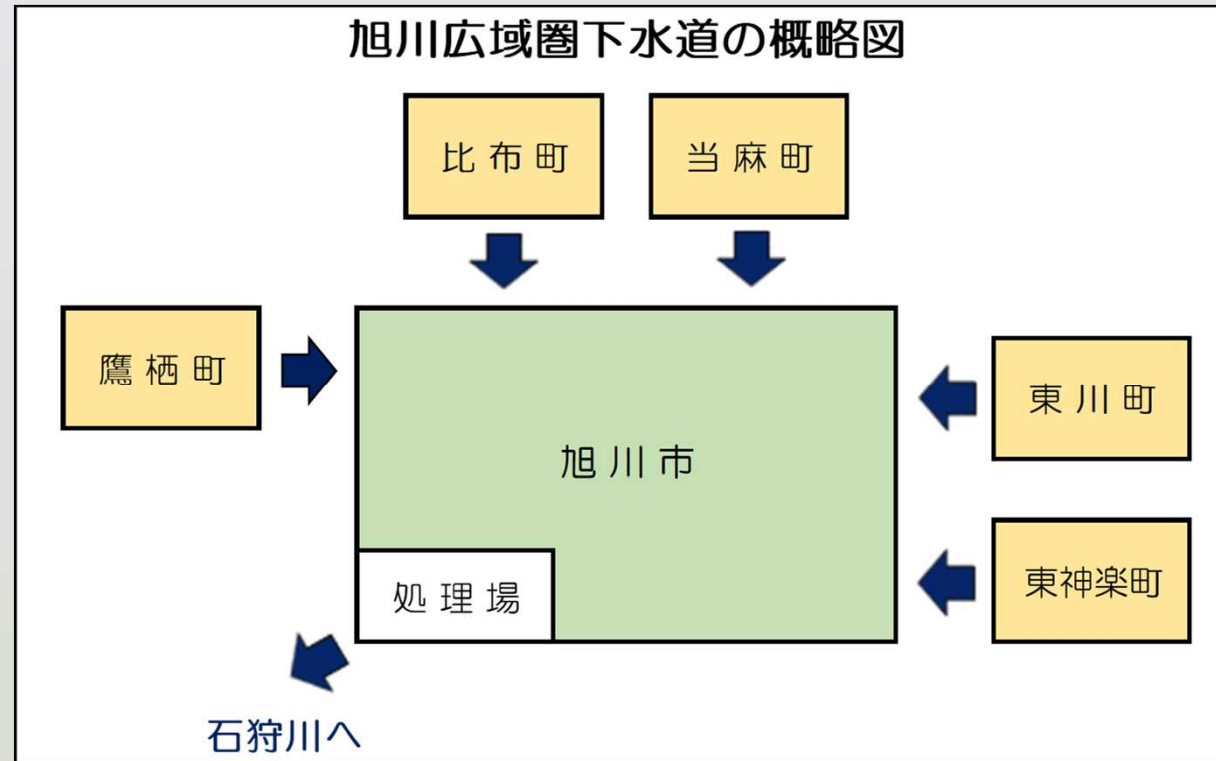 旭川広域圏下水道の概略図
比布町
当麻町
鷹栖町
東川町
旭川市
東神楽町
処理場
石狩川へ